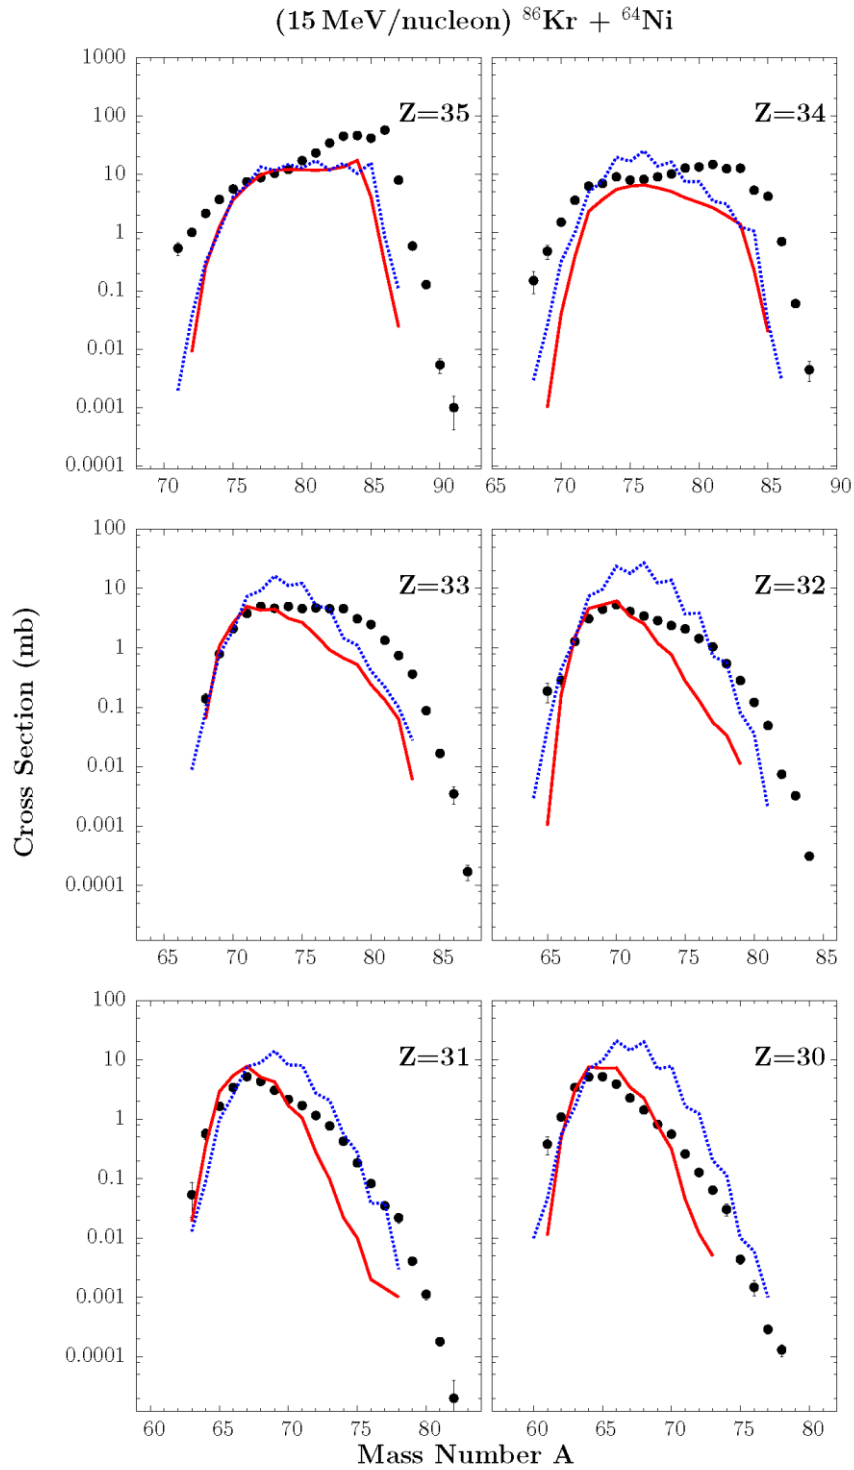 (15 MeV/nucleon) ⁸⁶Kr + ⁶⁴Ni
1000
100
10
1
0.1
0.01
0.001
0.0001
Z=35
Z=34
70 75 80 85 90
65 70 75 80 85 90
100
10
1
0.1
0.01
0.001
0.0001
Z=33
Z=32
65 70 75 80 85
65 70 75 80 85
Cross Section (mb)
100
10
1
0.1
0.01
0.001
0.0001
Z=31
Z=30
60 65 70 75 80
60 65 70 75 80
Mass Number A